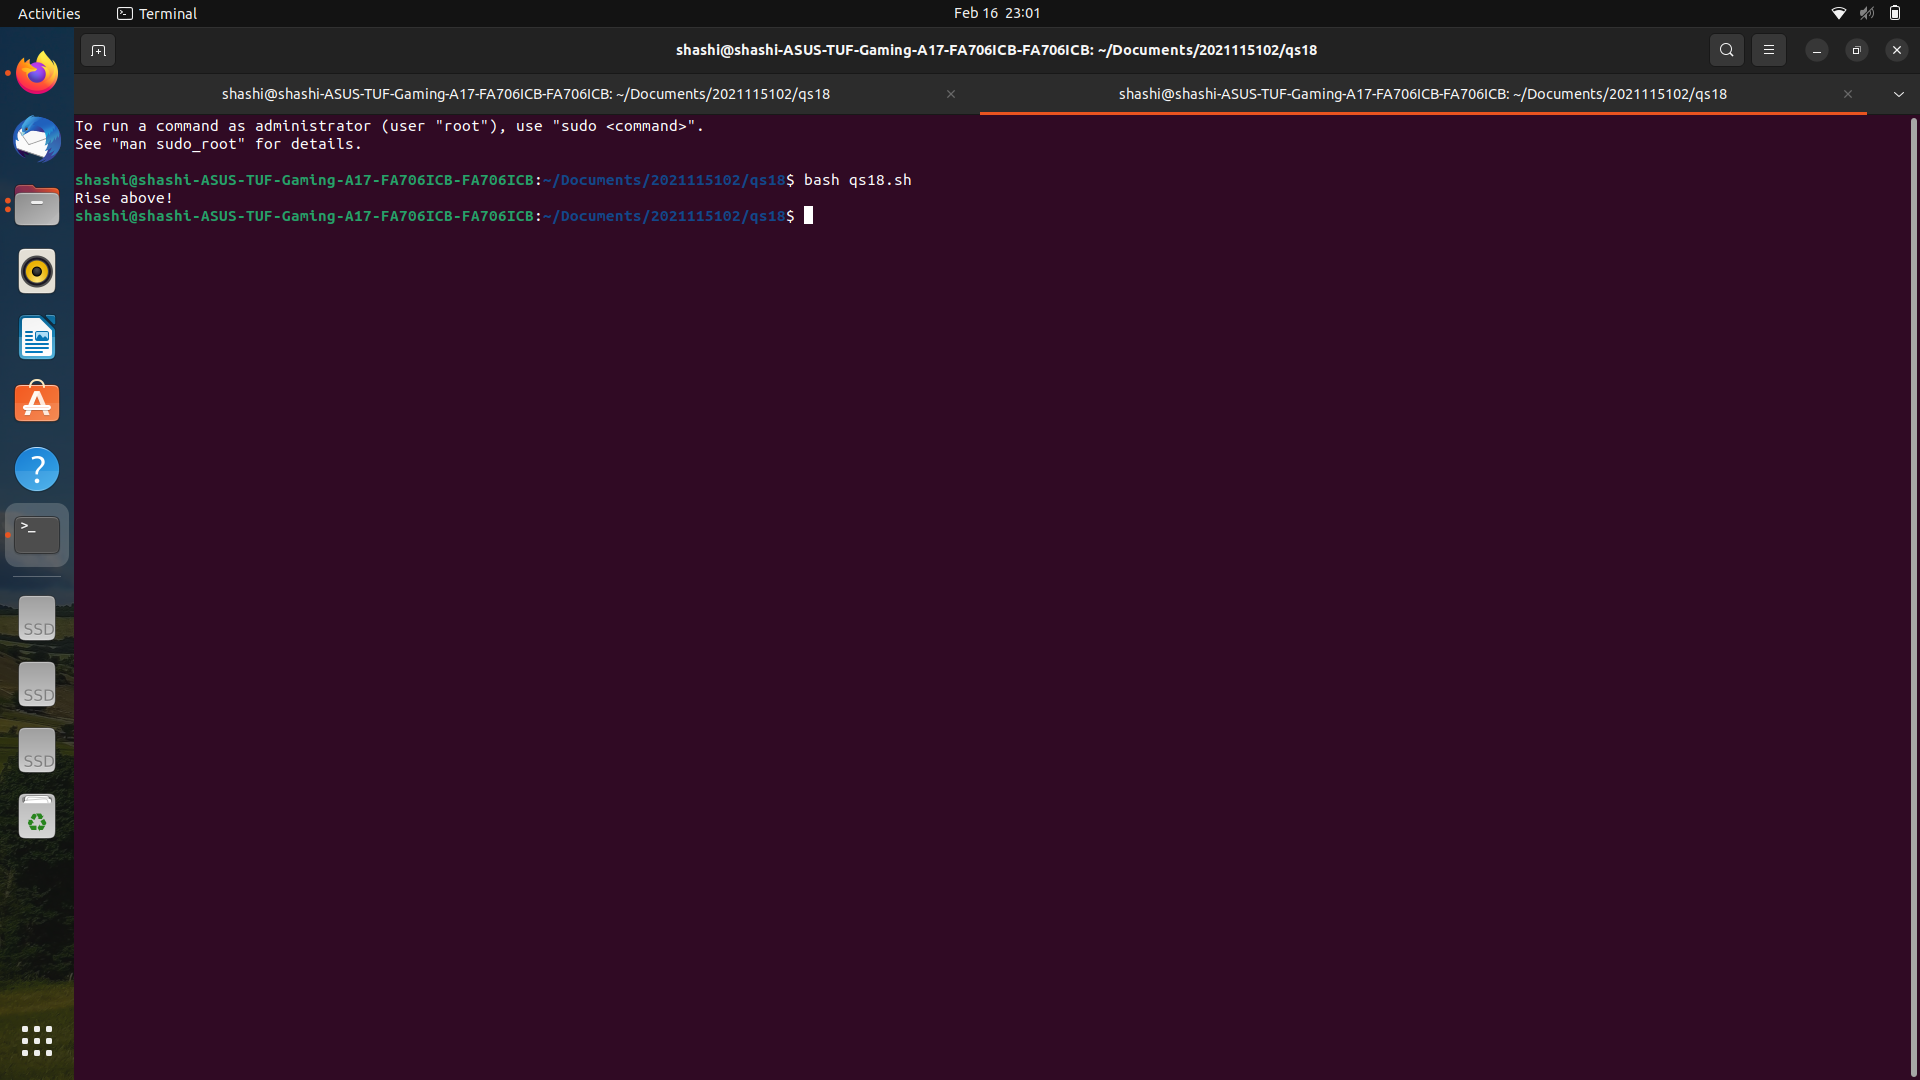 Activities Terminal Feb 16 23:01
shashi@shashi-ASUS-TUF-Gaming-A17-FA706ICB-FA706ICB: ~/Documents/2021115102/qs18
shashi@shashi-ASUS-TUF-Gaming-A17-FA706ICB-FA706ICB: ~/Documents/2021115102/qs18 shashi@shashi-ASUS-TUF-Gaming-A17-FA706ICB-FA706ICB: ~/Documents/2021115102/qs18
To run a command as administrator (user "root"), use "sudo <command>".
See "man sudo_root" for details.
shashi@shashi-ASUS-TUF-Gaming-A17-FA706ICB-FA706ICB:~/Documents/2021115102/qs18$ bash qs18.sh
Rise above!
shashi@shashi-ASUS-TUF-Gaming-A17-FA706ICB-FA706ICB:~/Documents/2021115102/qs18$
SSD
SSD
SSD